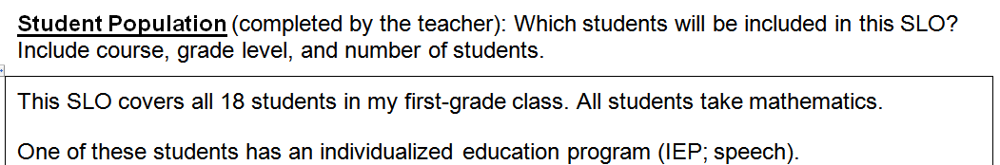 Student Population (completed by the teacher): Which students will be included in this SLO?
Include course, grade level, and number of students.
This SLO covers all 18 students in my first-grade class. All students take mathematics.
One of these students has an individualized education program (IEP; speech).